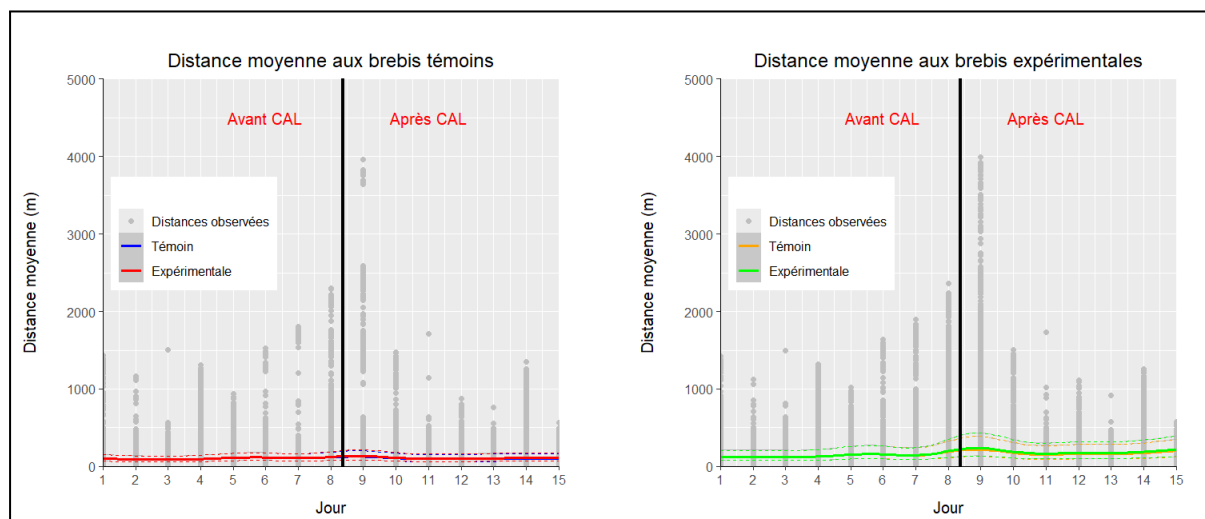 Distance moyenne aux brebis témoins
5000
4000
3000
2000
1000
0
Distance moyenne (m)
Avant CAL
Après CAL
Distances observées
Témoin
Expérimentale
1 2 3 4 5 6 7 8 9 10 11 12 13 14 15
Jour
Distance moyenne aux brebis expérimentales
5000
4000
3000
2000
1000
0
Distance moyenne (m)
Avant CAL
Après CAL
Distances observées
Témoin
Expérimentale
1 2 3 4 5 6 7 8 9 10 11 12 13 14 15
Jour